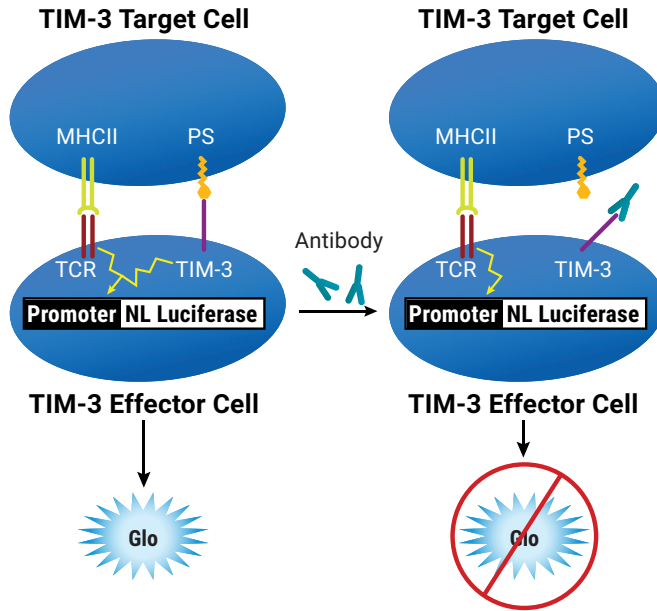 TIM-3 Target Cell
MHCII
PS
TCR
TIM-3
Promoter NL Luciferase
TIM-3 Effector Cell
Glo
Antibody
TIM-3 Target Cell
MHCII
PS
TCR
TIM-3
Promoter NL Luciferase
TIM-3 Effector Cell
Glo